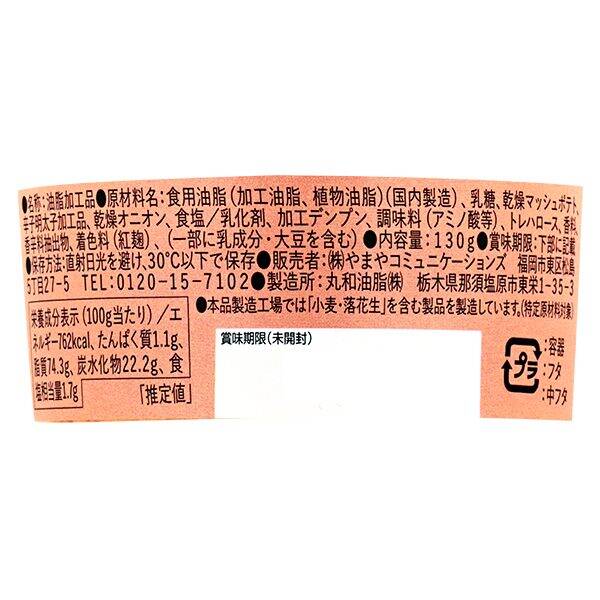 ●名称:油脂加工品●原材料名:食用油脂(加工油脂、植物油脂)(国内製造)、乳糖、乾燥マッシュポテト、
辛子明太子加工品、乾燥オニオン、食塩/乳化剤、加工デンプン、調味料(アミノ酸等)、トレハロース、香料、
香辛料抽出物、着色料(紅麹)、(一部に乳成分・大豆を含む)●内容量:130g●賞味期限:下部に記載
●保存方法:直射日光を避け、30℃以下で保存●販売者:㈱やまやコミュニケーションズ 福岡市東区松島
5丁目27-5 TEL:0120-15-7102●製造所:丸和油脂㈱ 栃木県那須塩原市東栄1-35-3
●本品製造工場では「小麦・落花生」を含む製品を製造しています。(特定原材料対象)
栄養成分表示(100g当たり)/エ
ネルギー762kcal、たんぱく質1.1g、
脂質74.3g、炭水化物22.2g、食
塩相当量1.7g
「推定値」
賞味期限(未開封)
プラ
:容器
:フタ
:中フタ